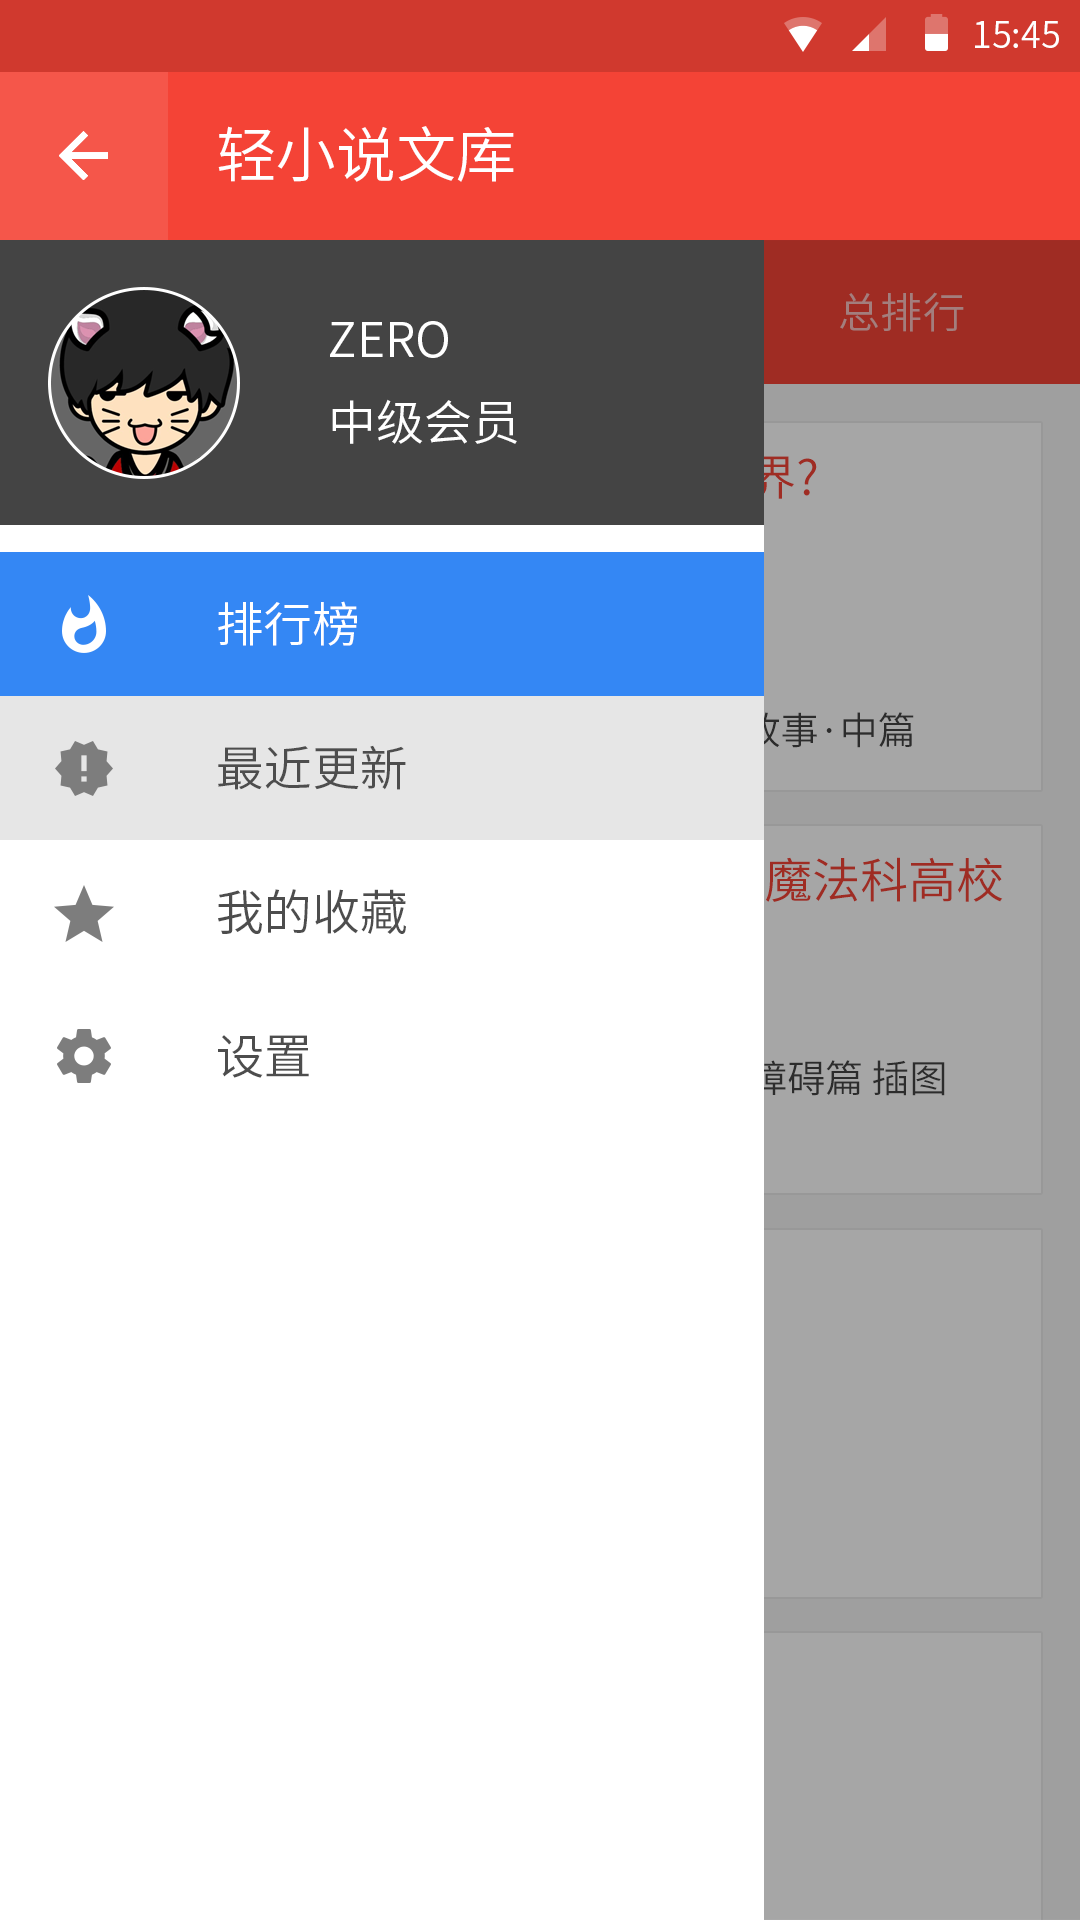 15:45
轻小说文库
ZERO
中级会员
总排行
界?
排行榜
事·中篇
最近更新
魔法科高校
我的收藏
设置
障碍篇 插图